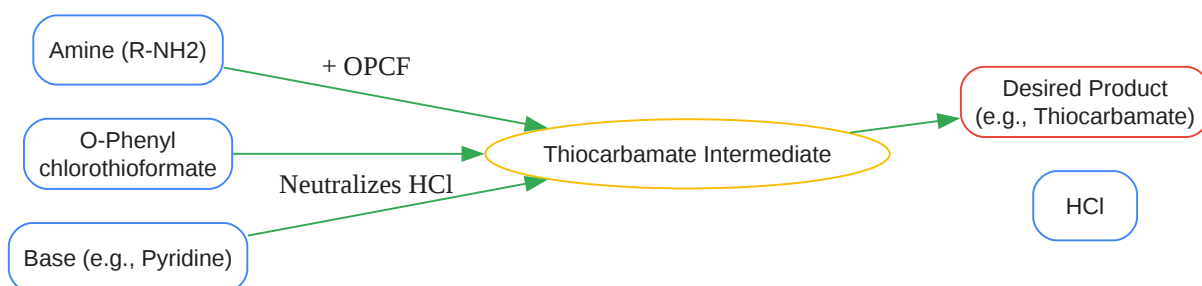 Amine (R-NH2)
+ OPCF
O-Phenyl
chlorothioformate
Neutralizes HCl
Base (e.g., Pyridine)
Thiocarbamate Intermediate
Desired Product
(e.g., Thiocarbamate)
HCl